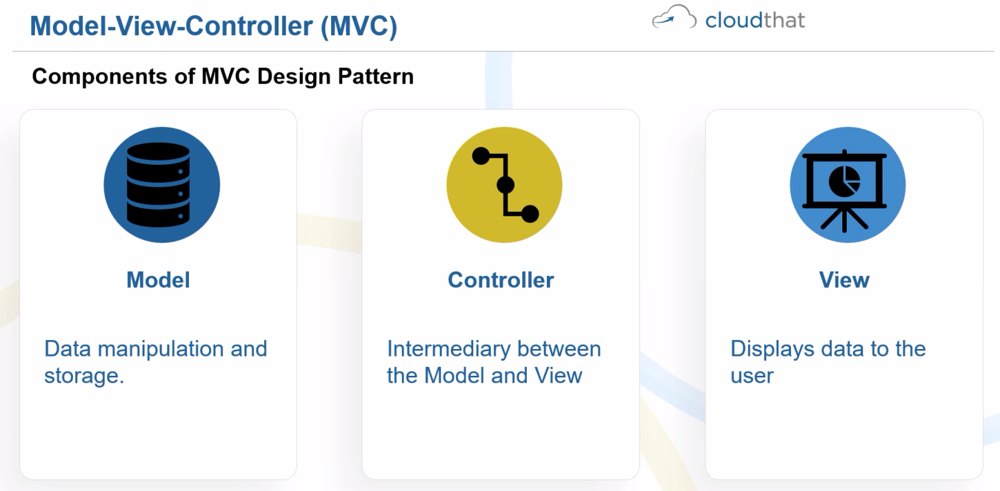 Model-View-Controller (MVC)
cloudthat
Components of MVC Design Pattern
Model
Data manipulation and
storage.
Controller
Intermediary between
the Model and View
View
Displays data to the
user